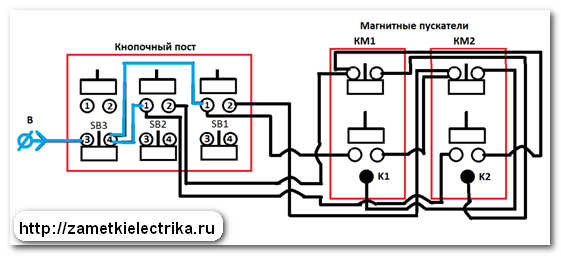 Магнитные пускатели
Кнопочный пост
КМ1 КМ2
В
1 2 1 2 1 2
SB3 SB2 SB1
3 4 3 4 3 4
К1 К2
http://zametkielectrika.ru